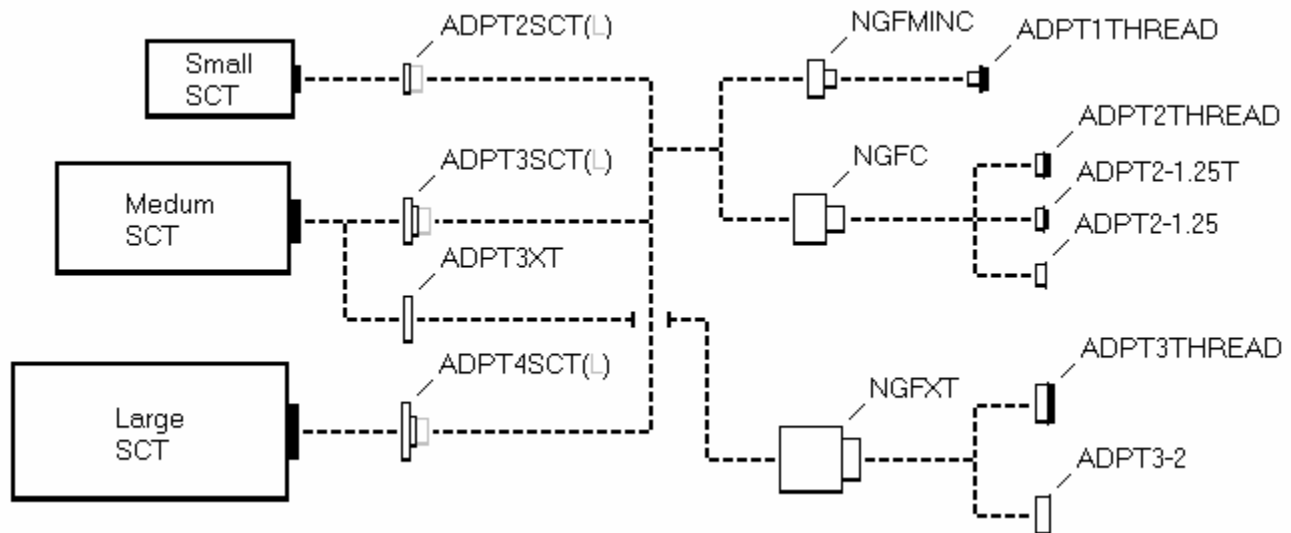 Small
SCT
ADPT2SCT(L)
NGFMINC
ADPT1THREAD
Medum
SCT
ADPT3SCT(L)
ADPT3XT
NGFC
ADPT2THREAD
ADPT2-1.25T
ADPT2-1.25
Large
SCT
ADPT4SCT(L)
NGFXT
ADPT3THREAD
ADPT3-2